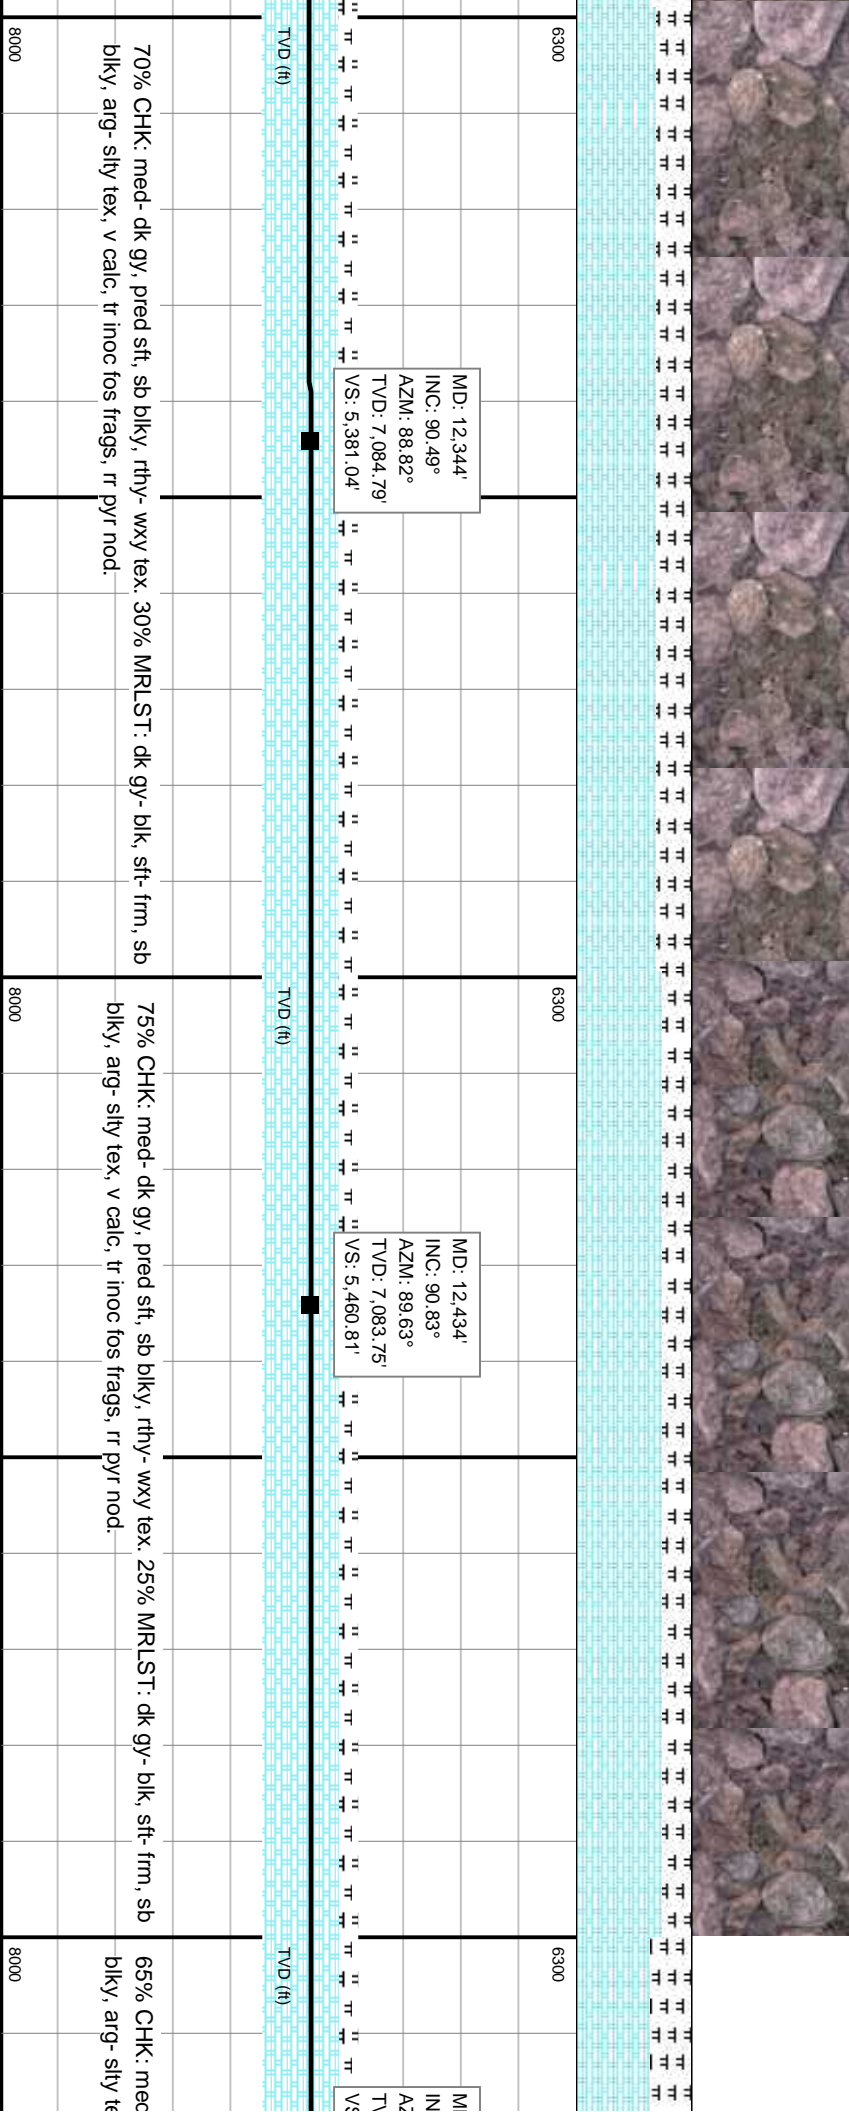 6300
TVD (ft)
8000
70% CHK: med- dk gy, pred sft, sb blky, rthy- wxy tex. 30% MRLST: dk gy- blk, sft- frm, sb
blky, arg- slty tex, v calc, tr inoc fos frags, rr pyr nod.
MD: 12,344'
INC: 90.49°
AZM: 88.82°
TVD: 7,084.79'
VS: 5,381.04'
6300
TVD (ft)
8000
75% CHK: med- dk gy, pred sft, sb blky, rthy- wxy tex. 25% MRLST: dk gy- blk, sft- frm, sb
blky, arg- slty tex, v calc, tr inoc fos frags, rr pyr nod.
MD: 12,434'
INC: 90.83°
AZM: 89.63°
TVD: 7,083.75'
VS: 5,460.81'
6300
TVD (ft)
8000
65% CHK: med
blky, arg- slty te